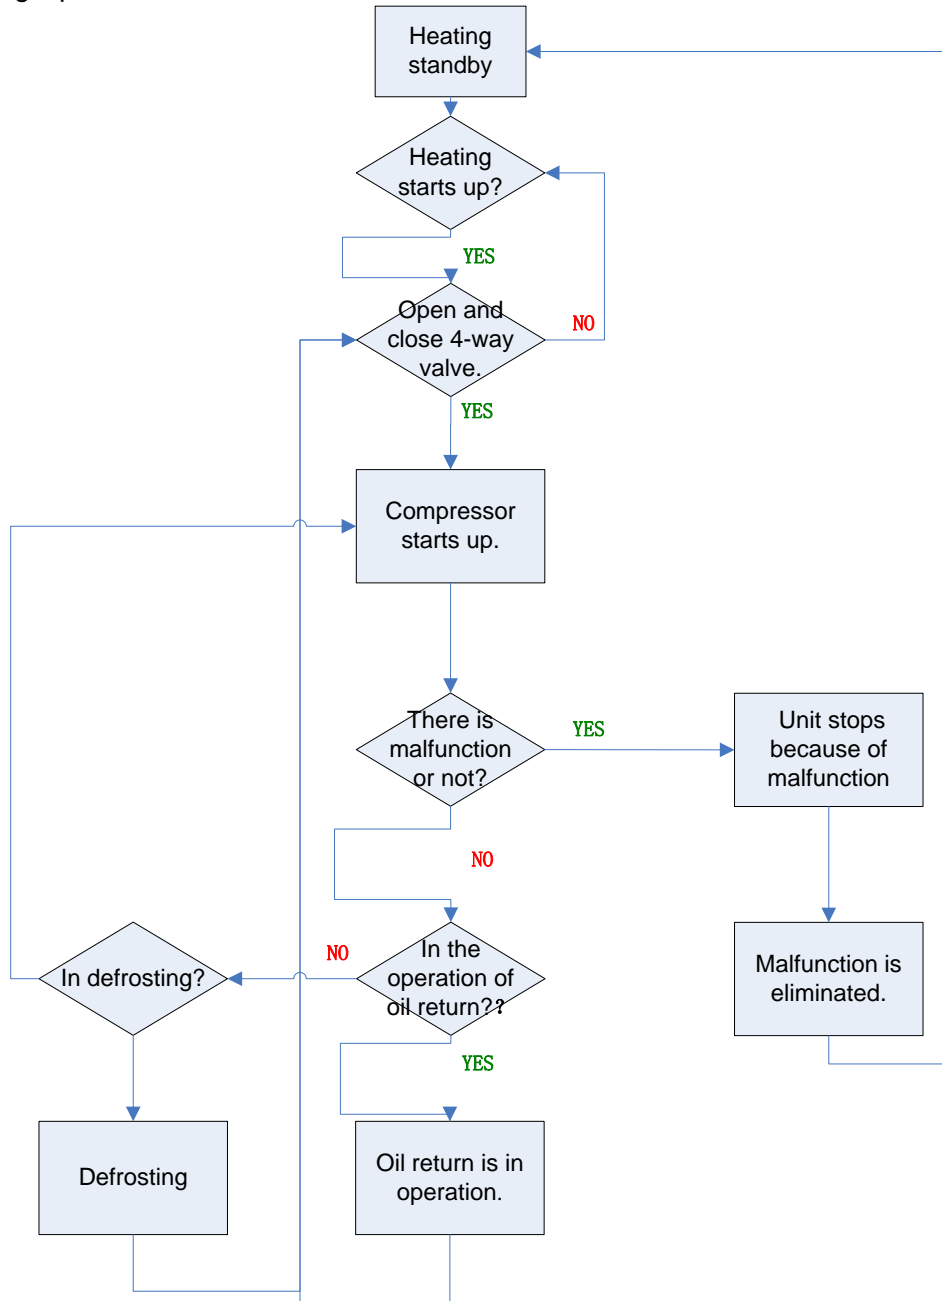 Heating
standby
Heating
starts up?
YES
Open and
close 4-way
valve.
NO
YES
Compressor
starts up.
There is
malfunction
or not?
YES
Unit stops
because of
malfunction
NO
In defrosting?
NO
In the
operation of
oil return??
Malfunction is
eliminated.
YES
Defrosting
Oil return is in
operation.